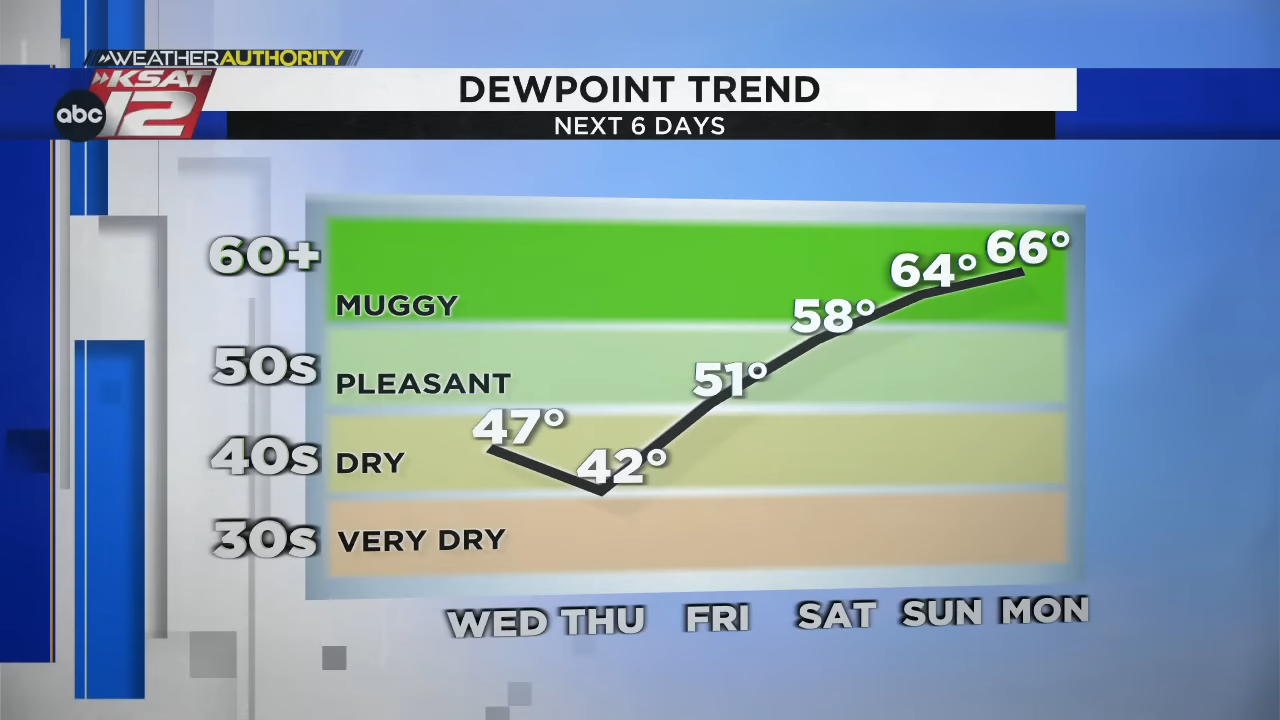 WEATHERAUTHORITY
KSAT
abc 12
DEWPOINT TREND
NEXT 6 DAYS
60+
MUGGY
50s
PLEASANT
40s
DRY
30s
VERY DRY
47°
42°
51°
58°
64°
66°
WED THU FRI SAT SUN MON